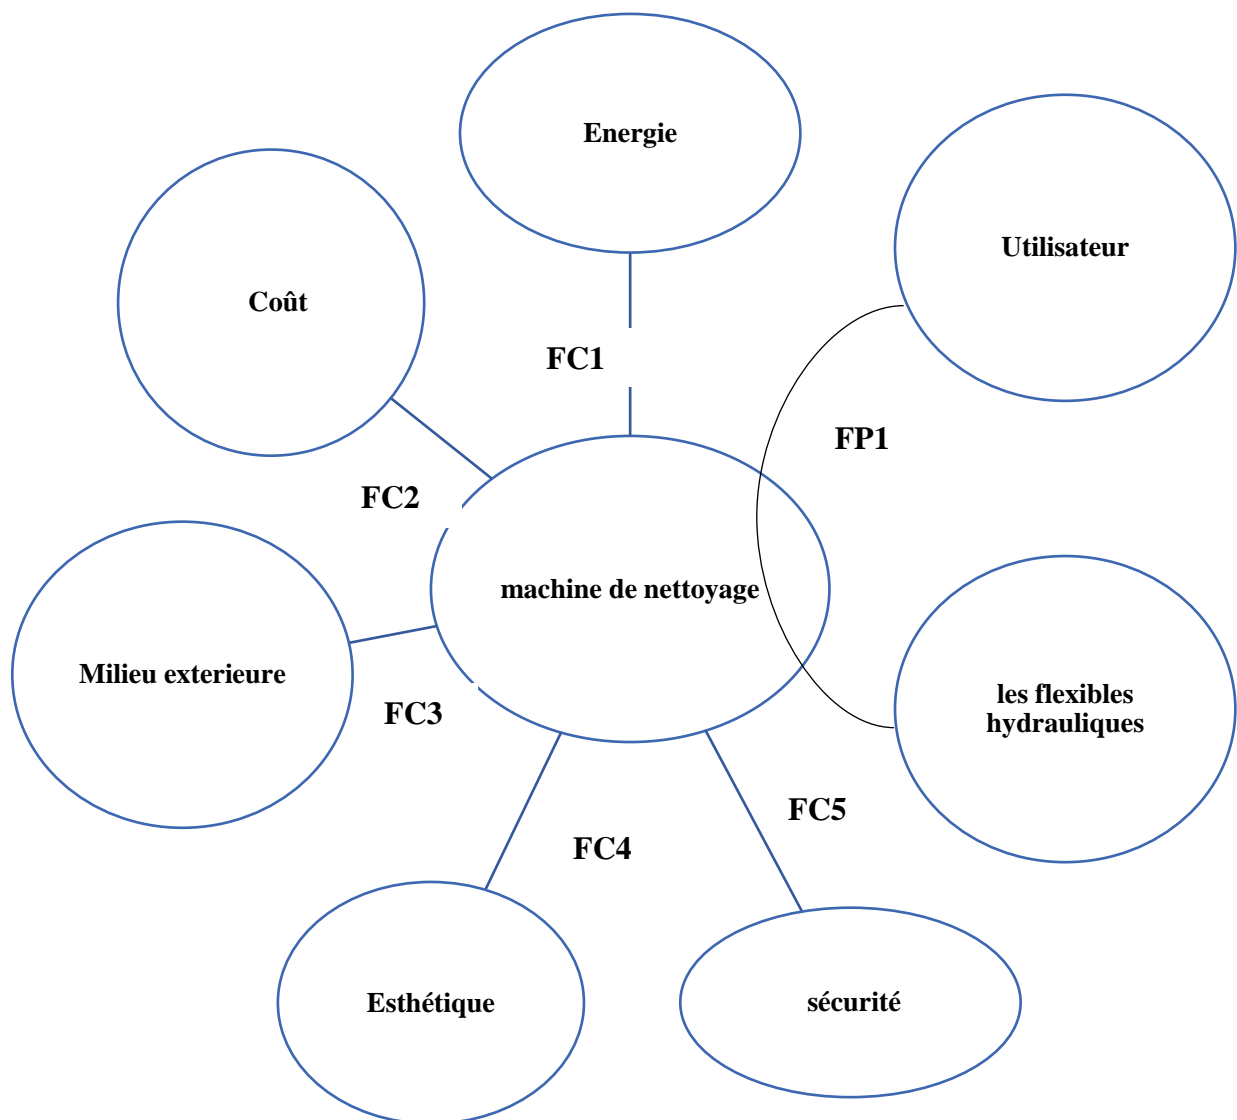 Energie
Utilisateur
Coût
FC1
FP1
FC2
machine de nettoyage
Milieu exterieure
les flexibles
hydrauliques
FC3
FC5
FC4
Esthétique
sécurité